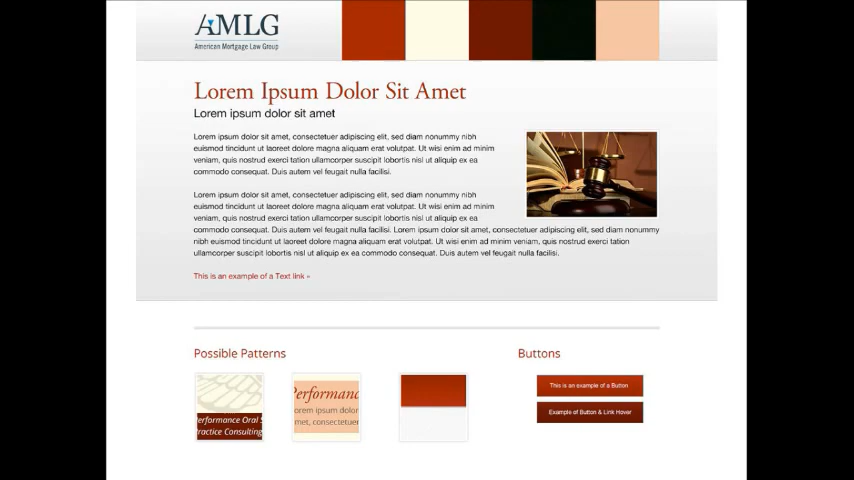 AMLG
American Mortgage Law Group
Lorem Ipsum Dolor Sit Amet
Lorem ipsum dolor sit amet
Lorem ipsum dolor sit amet, consectetuer adipiscing elit, sed diam nonummy nibh
euismod tincidunt ut laoreet dolore magna aliquam erat volutpat. Ut wisi enim ad minim
veniam, quis nostrud exerci tation ullamcorper suscipit lobortis nisl ut aliquip ex ea
commodo consequat. Duis autem vel feugait nulla facilisi.
Lorem ipsum dolor sit amet, consectetuer adipiscing elit, sed diam nonummy nibh
euismod tincidunt ut laoreet dolore magna aliquam erat volutpat. Ut wisi enim ad minim
veniam, quis nostrud exerci tation ullamcorper suscipit lobortis nisl ut aliquip ex ea
commodo consequat. Duis autem vel feugait nulla facilisi. Lorem ipsum dolor sit amet, consectetuer adipiscing elit, sed diam nonummy
nibh euismod tincidunt ut laoreet dolore magna aliquam erat volutpat. Ut wisi enim ad minim veniam, quis nostrud exerci tation
ullamcorper suscipit lobortis nisl ut aliquip ex ea commodo consequat. Duis autem vel feugait nulla facilisi.
This is an example of a Text link »
Possible Patterns
Buttons
erformance Oral S
ractice Consulting
Performanc
orem ipsum dolor
met, consectetuer
This is an example of a Button
Example of Button & Link Hover